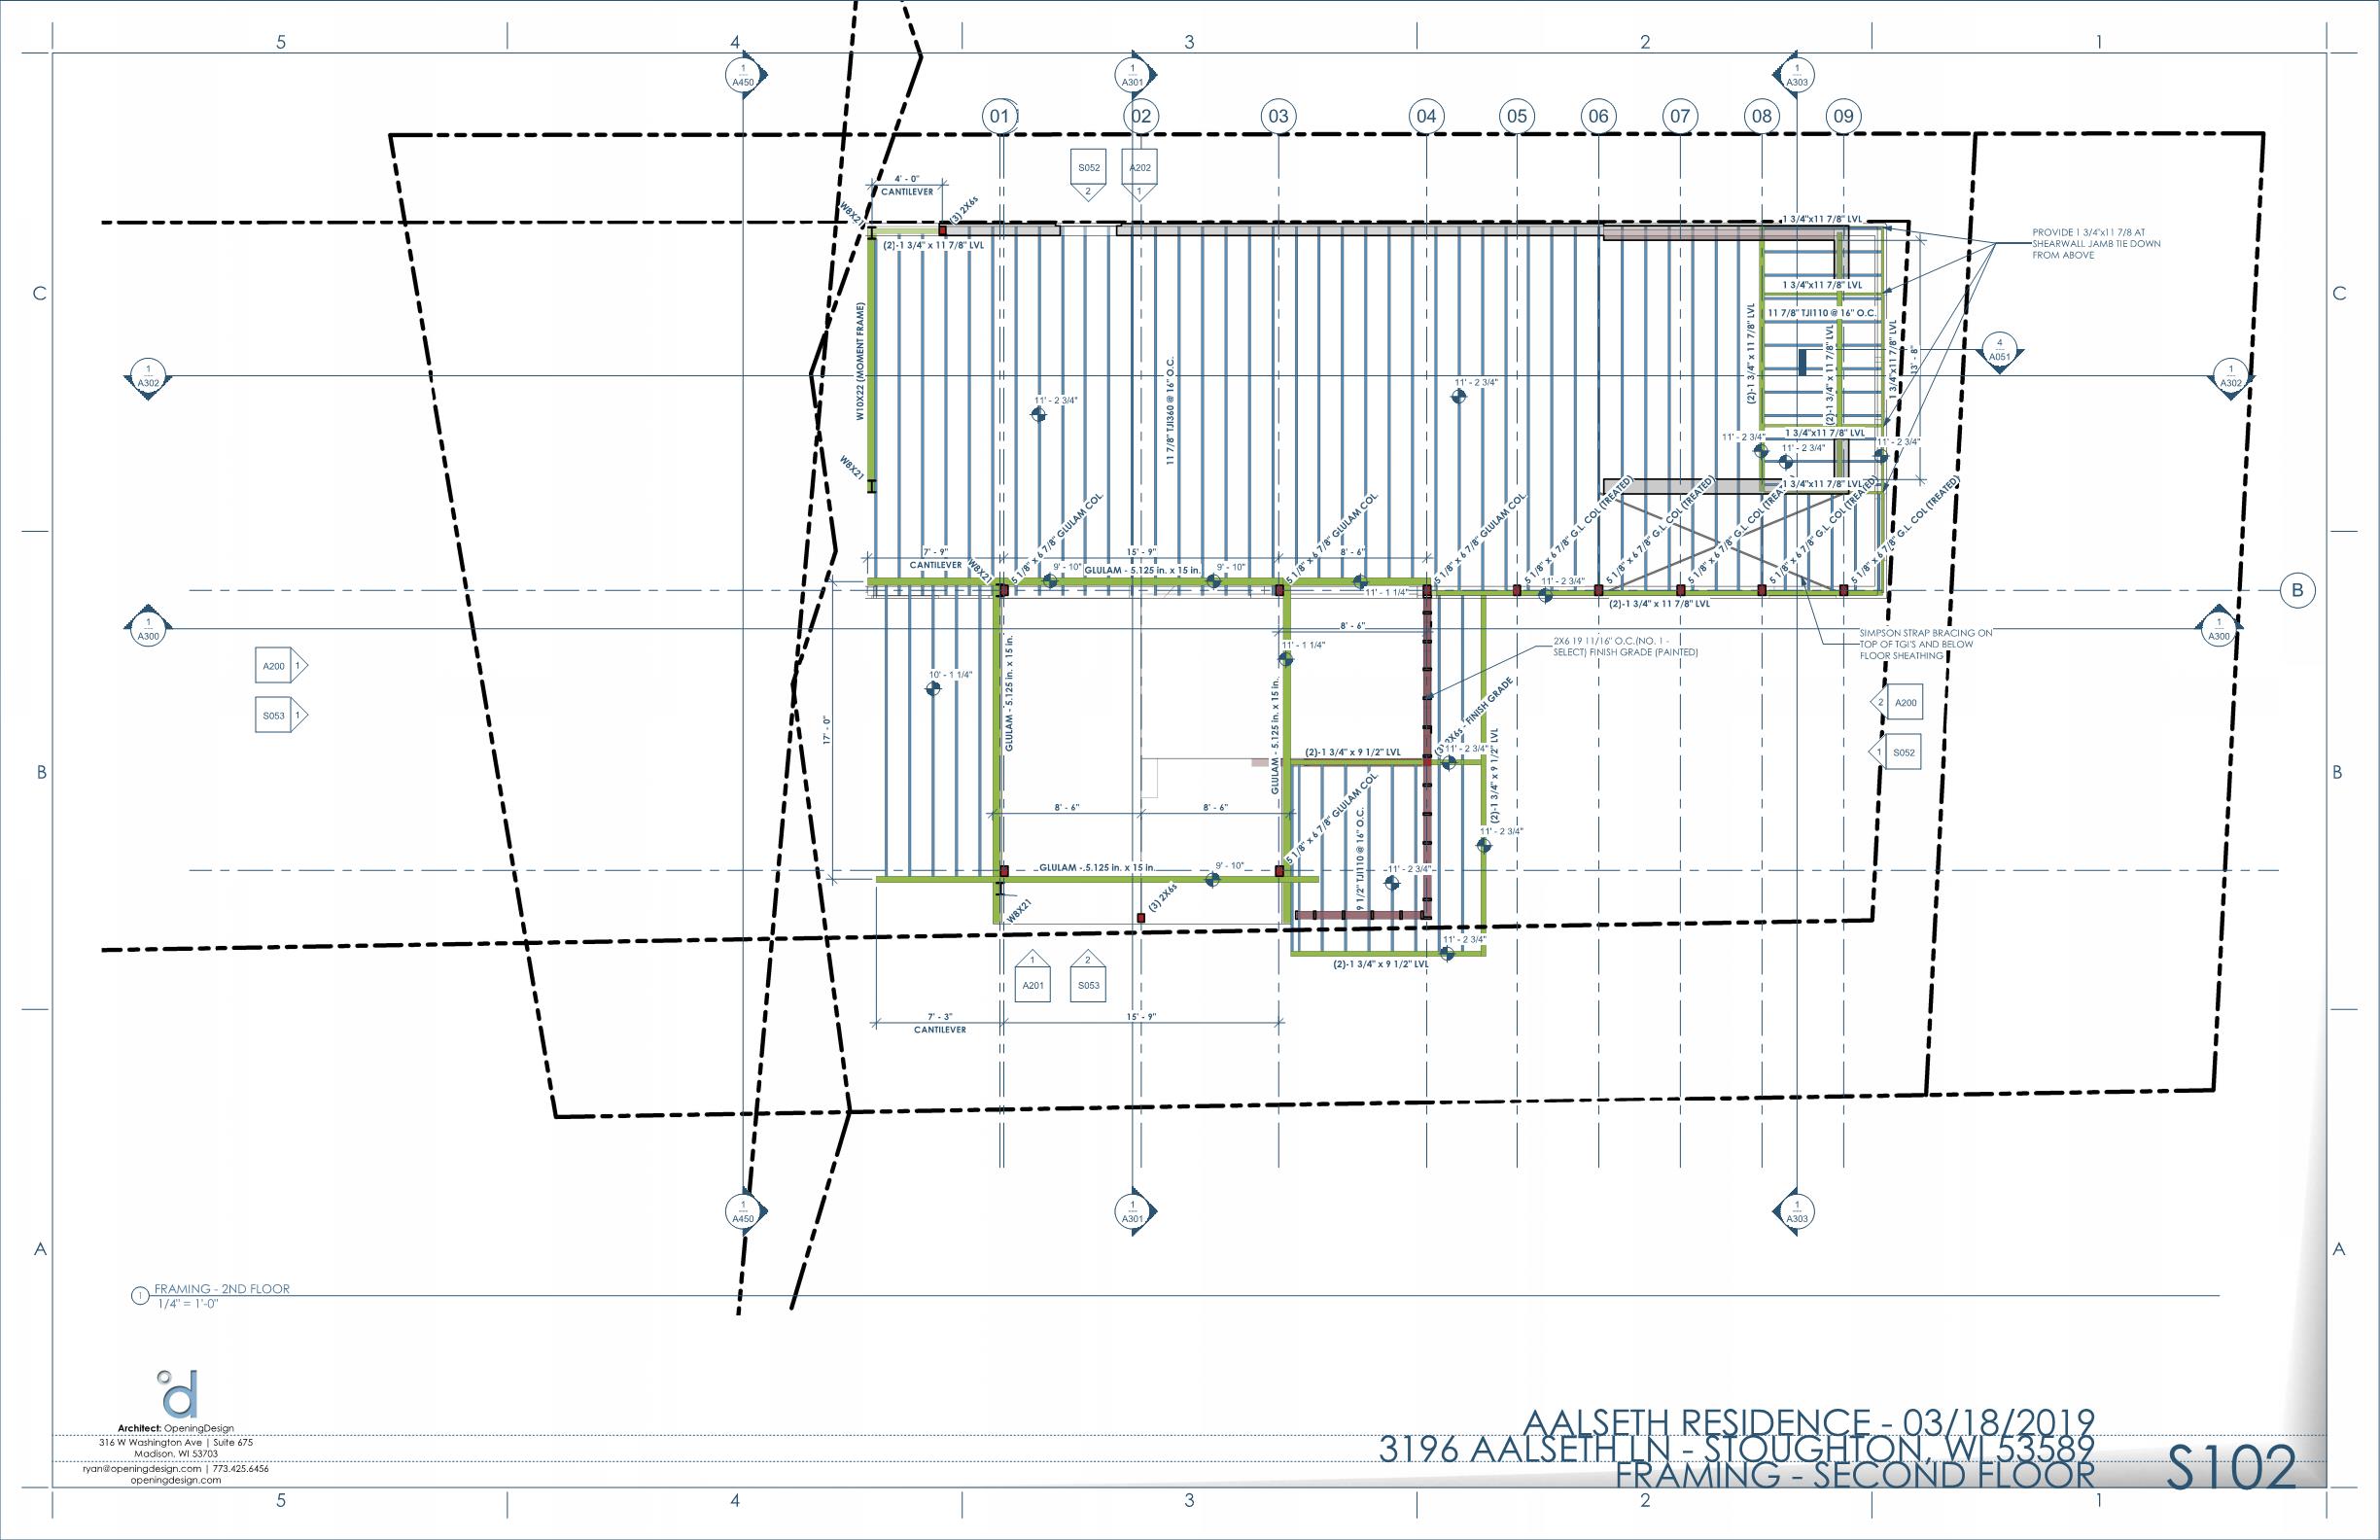 5 4 3 2 1
1 A450
1 A301
1 A303
01 02 03 04 05 06 07 08 09
S052 2
A202 1
4' - 0"
CANTILEVER
W8X21
(3) 2X6s
(2)-1 3/4" x 11 7/8" LVL
1 3/4"x11 7/8" LVL
PROVIDE 1 3/4"x11 7/8 AT
SHEARWALL JAMB TIE DOWN
FROM ABOVE
C
C
1 3/4"x11 7/8" LVL
11 7/8" TJI110 @ 16" O.C.
W10X22 (MOMENT FRAME)
11 7/8" TJI360 @ 16" O.C.
(2)-1 3/4" x 11 7/8" LVL
(2)-1 3/4" x 11 7/8" LVL
1 3/4"x11 7/8" LVL
13' - 8"
4 A051
1 A302
1 A302
11' - 2 3/4"
11' - 2 3/4"
1 3/4"x11 7/8" LVL
11' - 2 3/4"
11' - 2 3/4"
11' - 2 3/4"
W8X21
1 3/4"x11 7/8" LVL
5 1/8" x 6 7/8" GLULAM COL
5 1/8" x 6 7/8" GLULAM COL
5 1/8" x 6 7/8" GLULAM COL
5 1/8" x 6 7/8" G.L. COL (TREATED)
5 1/8" x 6 7/8" G.L. COL (TREATED)
5 1/8" x 6 7/8" G.L. COL (TREA
5 1/8" x 6 7/8" G.L. COL (TREATED)
5 1/8" x 6 7/8" G.L. COL (TREATED)
7' - 9"
CANTILEVER
W8X21
15' - 9"
8' - 6"
9' - 10"
GLULAM - 5.125 in. x 15 in.
9' - 10"
11' - 1 1/4"
11' - 2 3/4"
(2)-1 3/4" x 11 7/8" LVL
B
1 A300
1 A300
8' - 6"
2X6 19 11/16" O.C.(NO. 1 -
SELECT) FINISH GRADE (PAINTED)
SIMPSON STRAP BRACING ON
TOP OF TGI'S AND BELOW
FLOOR SHEATHING
A200 1
S053 1
2 A200
1 S052
10' - 1 1/4"
11' - 1 1/4"
17' - 0"
GLULAM - 5.125 in. x 15 in.
GLULAM - 5.125 in. x 15 in.
(3) 2X6s - FINISH GRADE
(2)-1 3/4" x 9 1/2" LVL
11' - 2 3/4"
(2)-1 3/4" x 9 1/2" LVL
B
B
5 1/8" x 6 7/8" GLULAM COL
8' - 6"
8' - 6"
11' - 2 3/4"
9 1/2" TJI110 @ 16" O.C.
GLULAM - 5.125 in. x 15 in.
9' - 10"
11' - 2 3/4"
W8X21
(3) 2X6s
11' - 2 3/4"
(2)-1 3/4" x 9 1/2" LVL
1 A201
2 S053
7' - 3"
CANTILEVER
15' - 9"
1 A450
1 A301
1 A303
A
A
1 FRAMING - 2ND FLOOR
1/4" = 1'-0"
d
Architect: OpeningDesign
316 W Washington Ave | Suite 675
Madison, WI 53703
ryan@openingdesign.com | 773.425.6456
openingdesign.com
AALSETH RESIDENCE - 03/18/2019
3196 AALSETH LN - STOUGHTON, WI 53589
FRAMING - SECOND FLOOR
S102
5 4 3 2 1